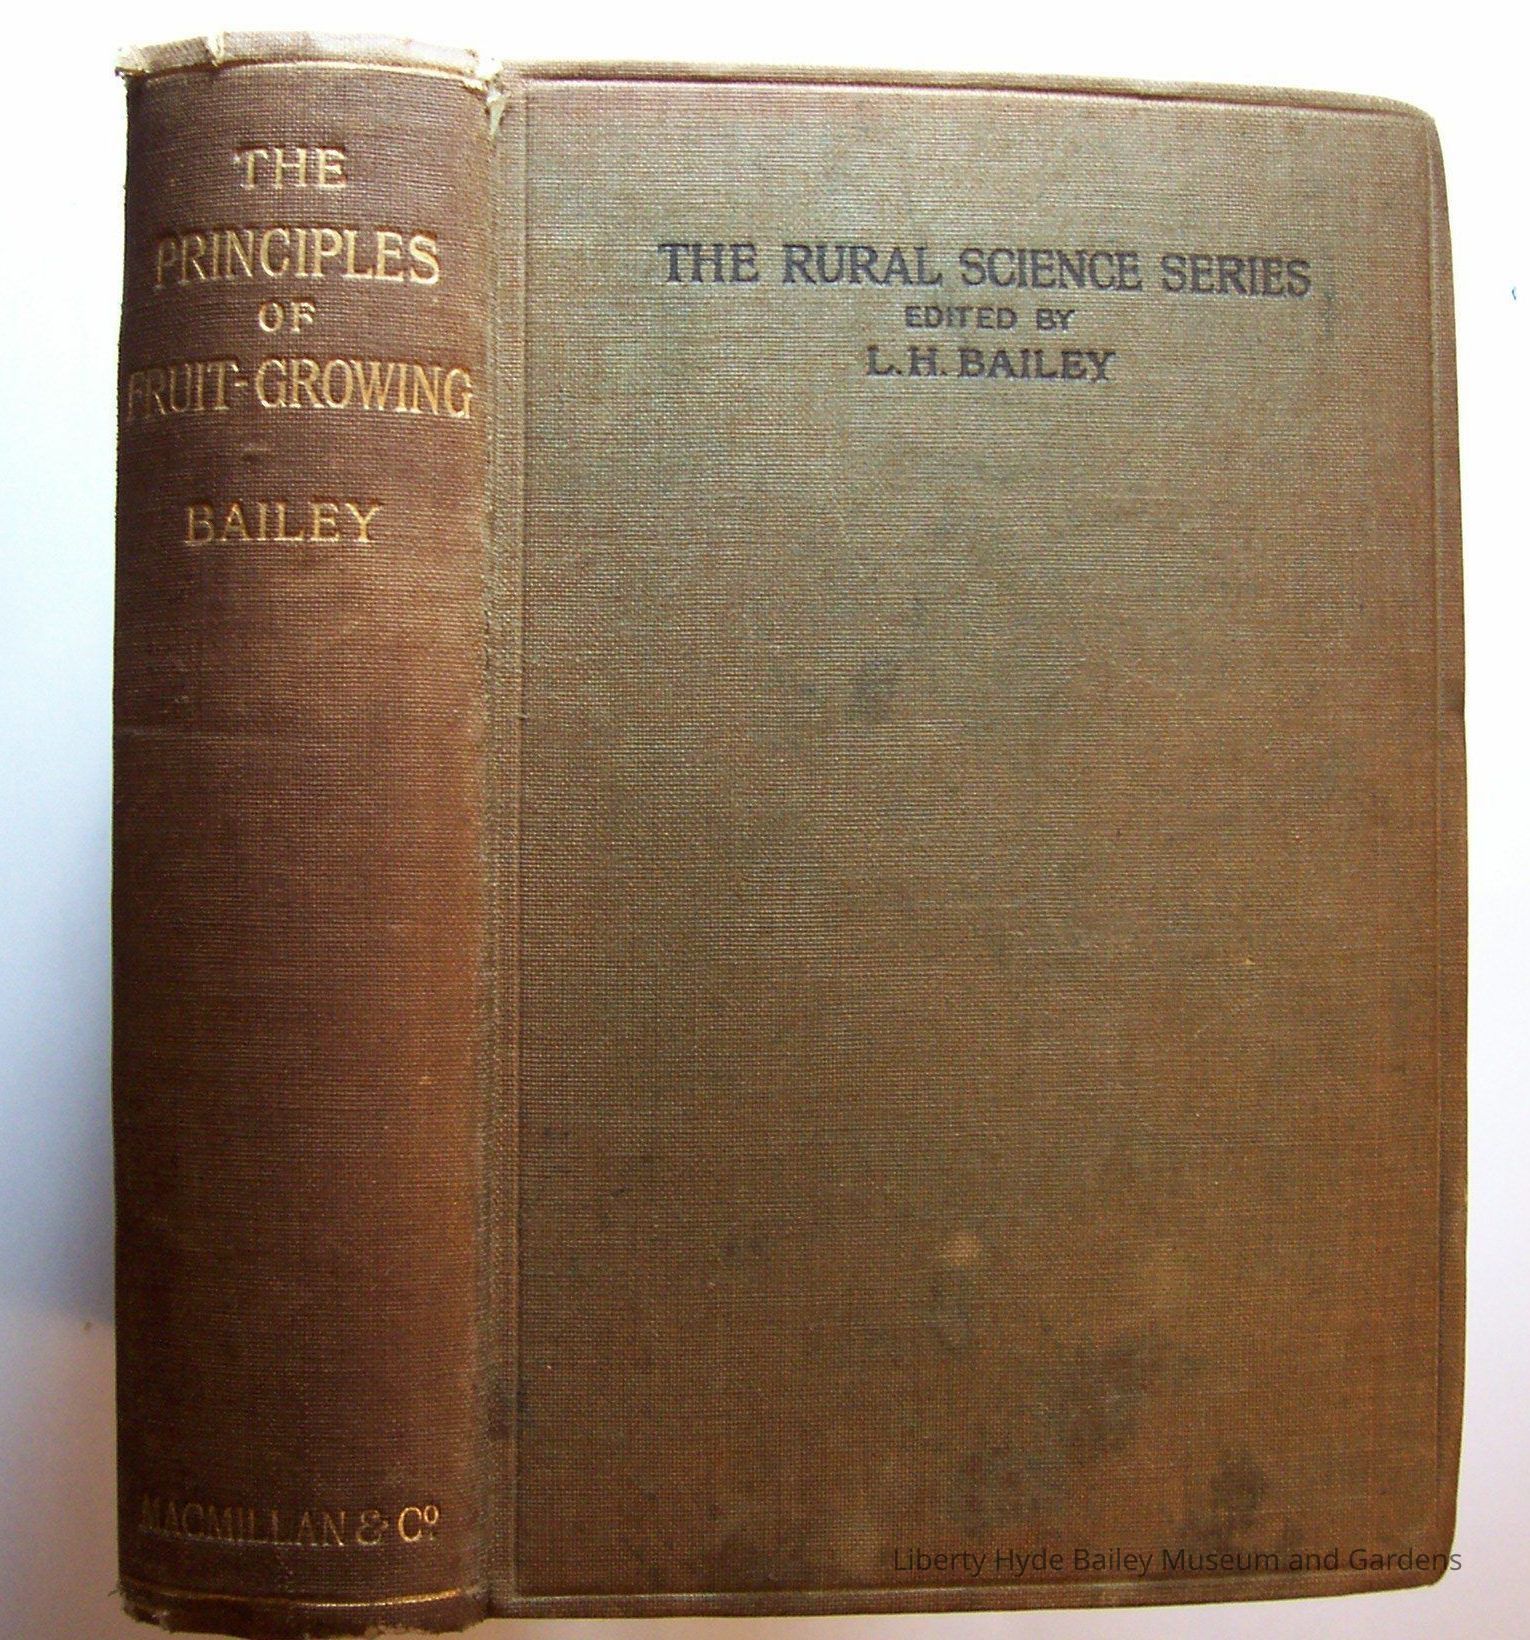 THE
PRINCIPLES
OF
FRUIT-GROWING
BAILEY
MACMILLAN & Cº
THE RURAL SCIENCE SERIES
EDITED BY
L.H. BAILEY
Liberty Hyde Bailey Museum and Gardens